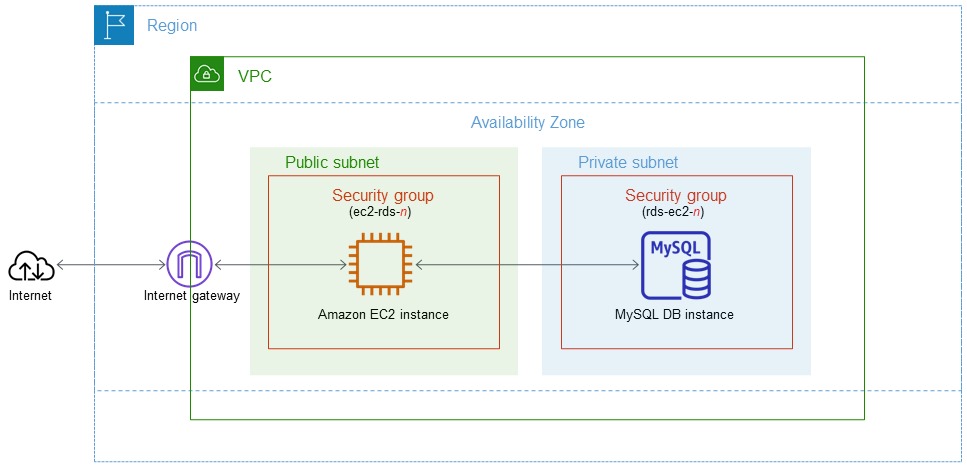 Region
VPC
Availability Zone
Public subnet
Private subnet
Security group
(ec2-rds-n)
Security group
(rds-ec2-n)
MySQL
Internet
Internet gateway
Amazon EC2 instance
MySQL DB instance